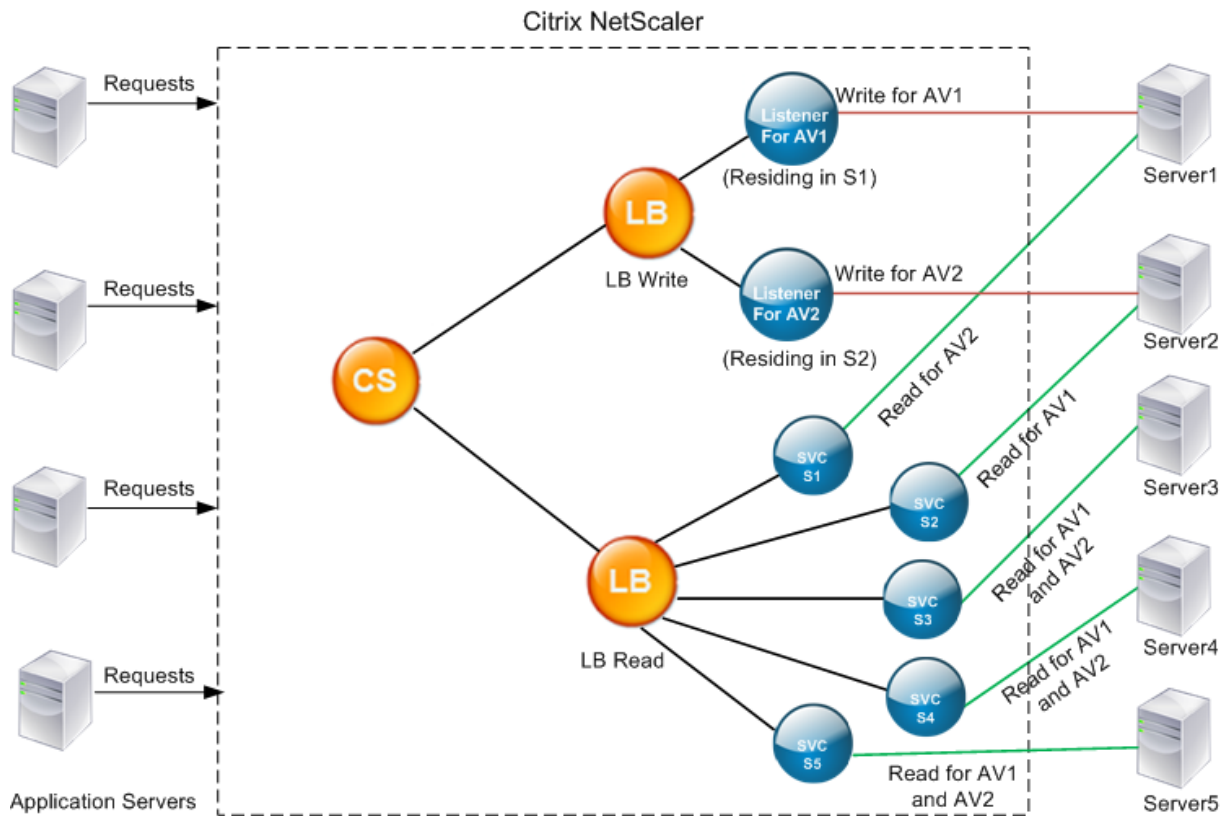 Citrix NetScaler
Requests
Requests
Requests
Requests
Application Servers
CS
LB
LB Write
Listener
For AV1
(Residing in S1)
Write for AV1
Listener
For AV2
(Residing in S2)
Write for AV2
LB
LB Read
SVC
S1
Read for AV2
SVC
S2
Read for AV1
SVC
S3
Read for AV1
and AV2
SVC
S4
Read for AV1
and AV2
SVC
S5
Read for AV1
and AV2
Server1
Server2
Server3
Server4
Server5